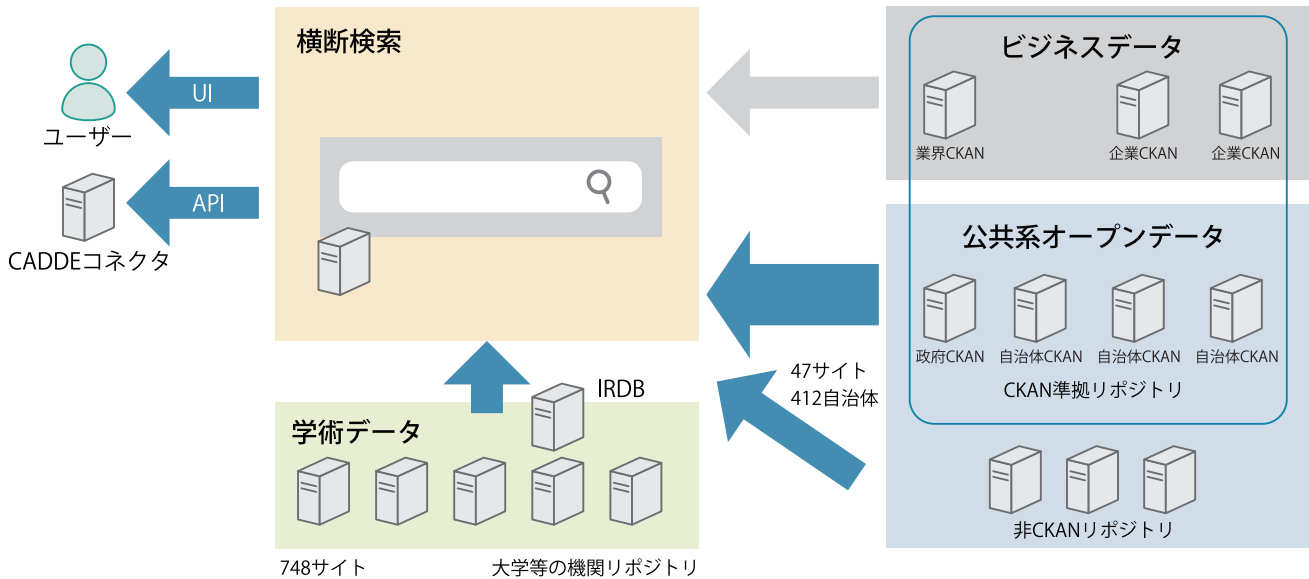 横断検索
UI
ユーザー
API
CADDEコネクタ
ビジネスデータ
業界CKAN
企業CKAN
企業CKAN
公共系オープンデータ
政府CKAN
自治体CKAN
自治体CKAN
自治体CKAN
CKAN準拠リポジトリ
47サイト
412自治体
非CKANリポジトリ
IRDB
学術データ
748サイト
大学等の機関リポジトリ